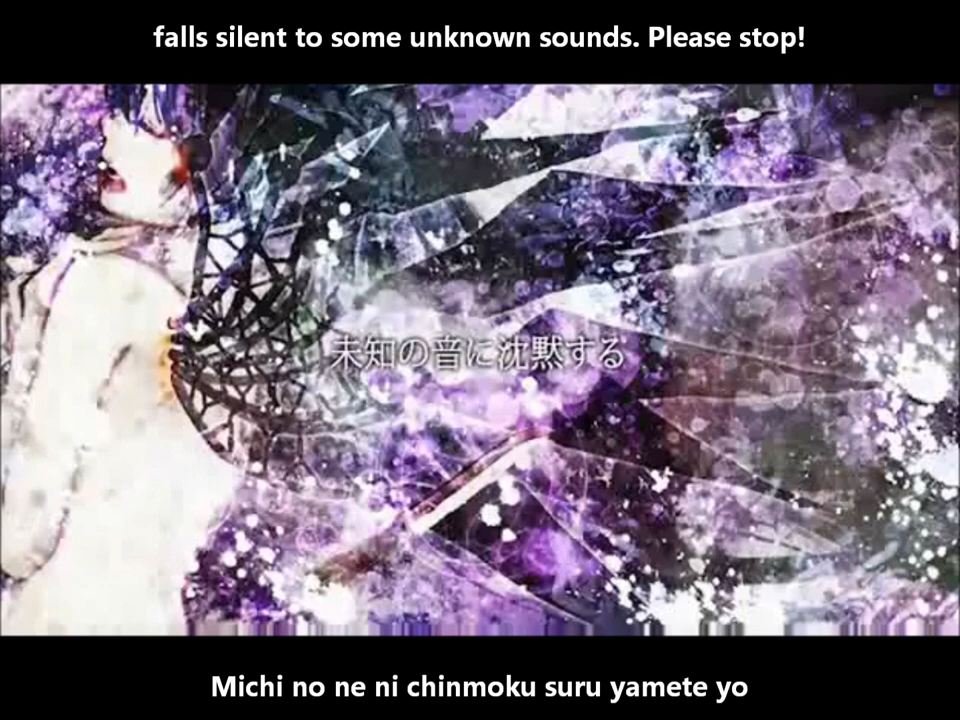 falls silent to some unknown sounds. Please stop!
未知の音に沈黙する
Michi no ne ni chinmoku suru yamete yo